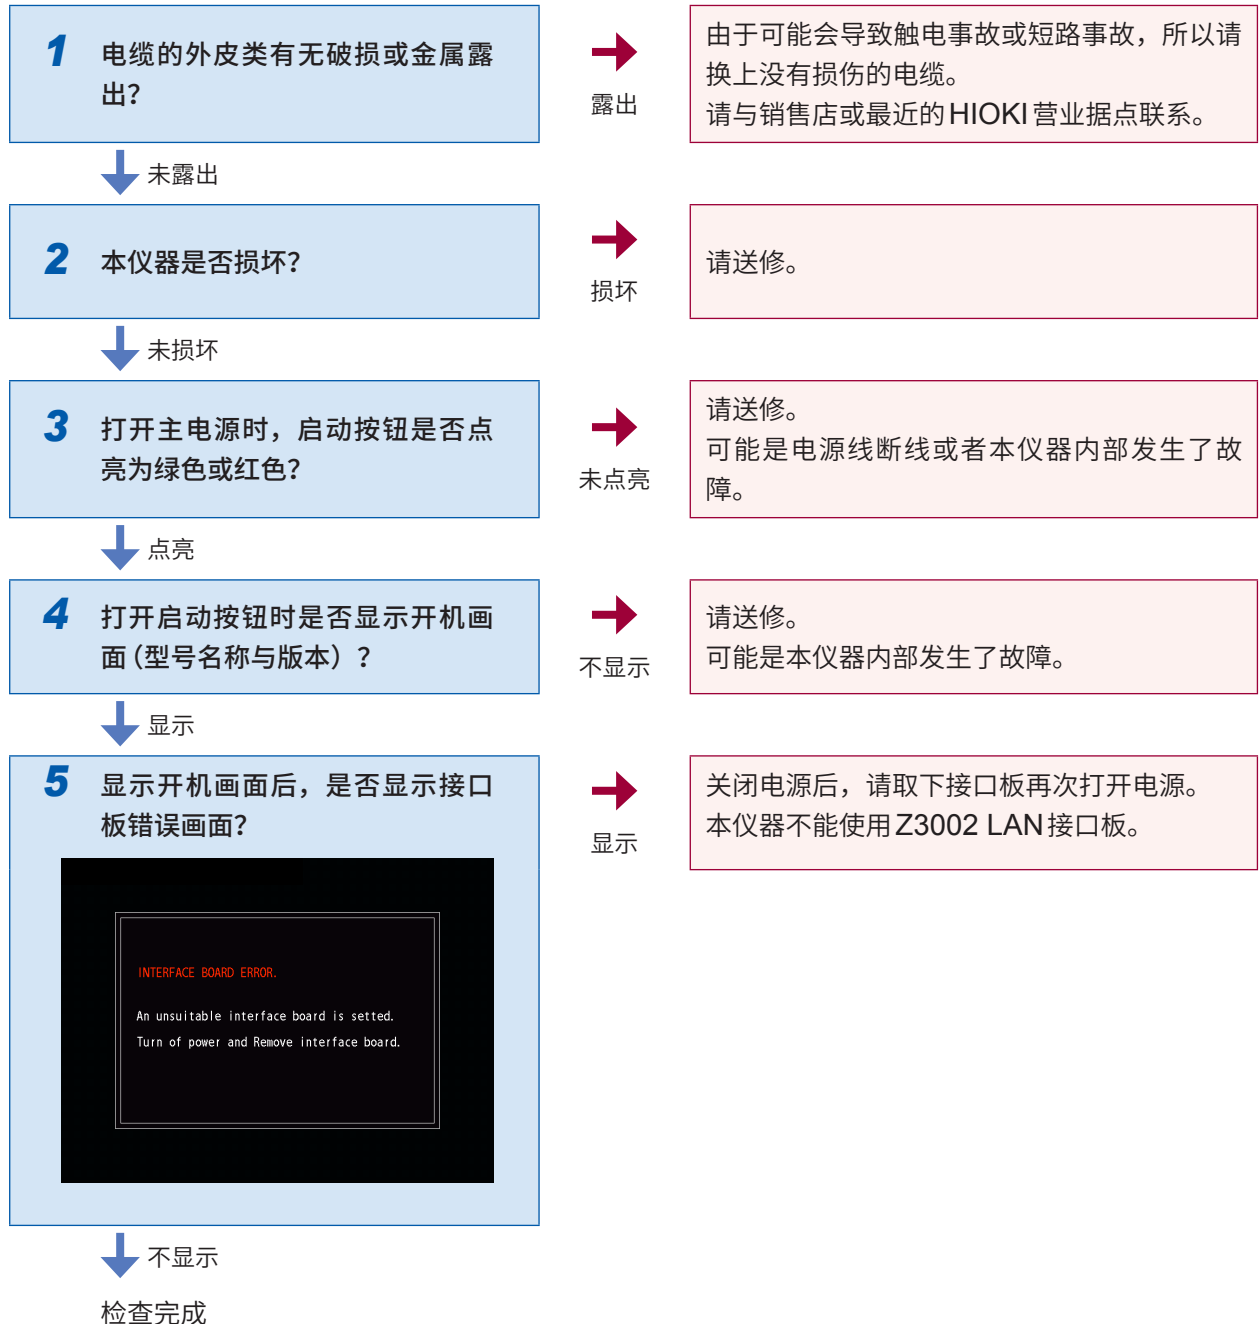 1 电缆的外皮类有无破损或金属露
出?
露出
由于可能会导致触电事故或短路事故，所以请
换上没有损伤的电缆。
请与销售店或最近的HIOKI营业据点联系。
未露出
2 本仪器是否损坏?
损坏
请送修。
未损坏
3 打开主电源时，启动按钮是否点
亮为绿色或红色?
未点亮
请送修。
可能是电源线断线或者本仪器内部发生了故
障。
点亮
4 打开启动按钮时是否显示开机画
面(型号名称与版本)?
不显示
请送修。
可能是本仪器内部发生了故障。
显示
5 显示开机画面后，是否显示接口
板错误画面?
显示
关闭电源后，请取下接口板再次打开电源。
本仪器不能使用Z3002 LAN接口板。
INTERFACE BOARD ERROR.
An unsuitable interface board is setted.
Turn of power and Remove interface board.
不显示
检查完成